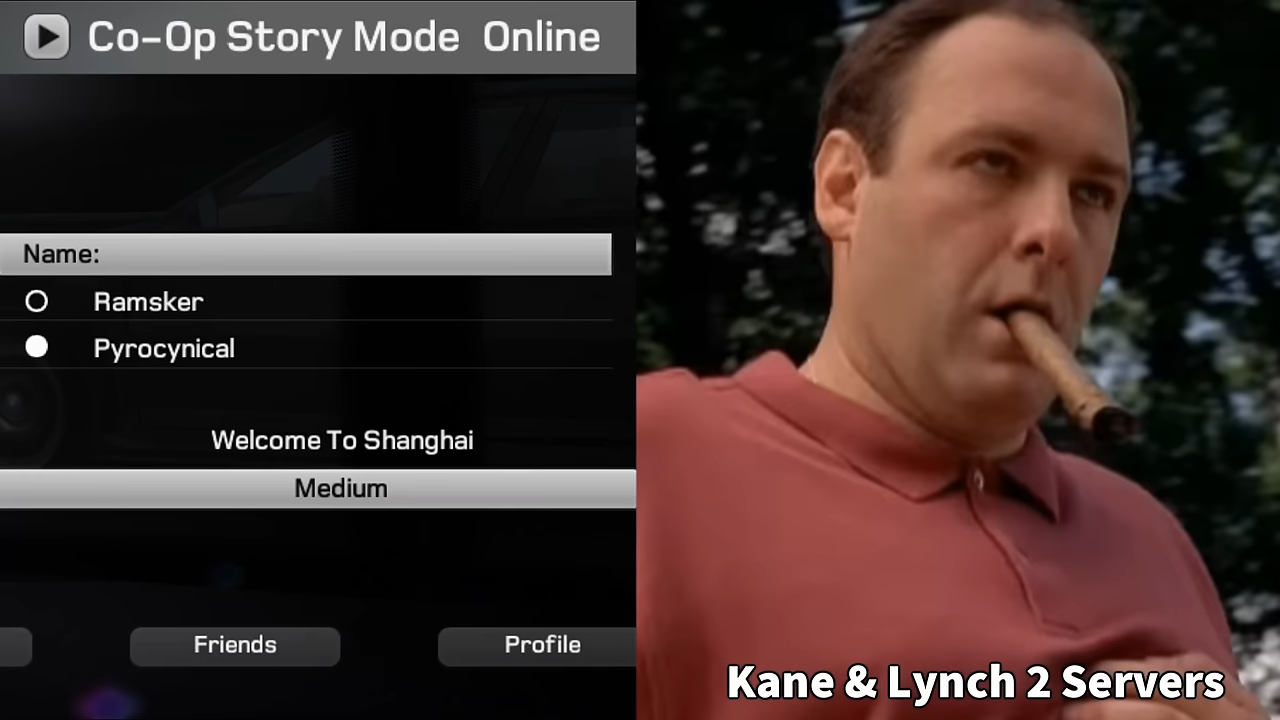 Co-Op Story Mode Online
Name:
Ramsker
Pyrocynical
Welcome To Shanghai
Medium
Friends
Profile
Kane & Lynch 2 Servers